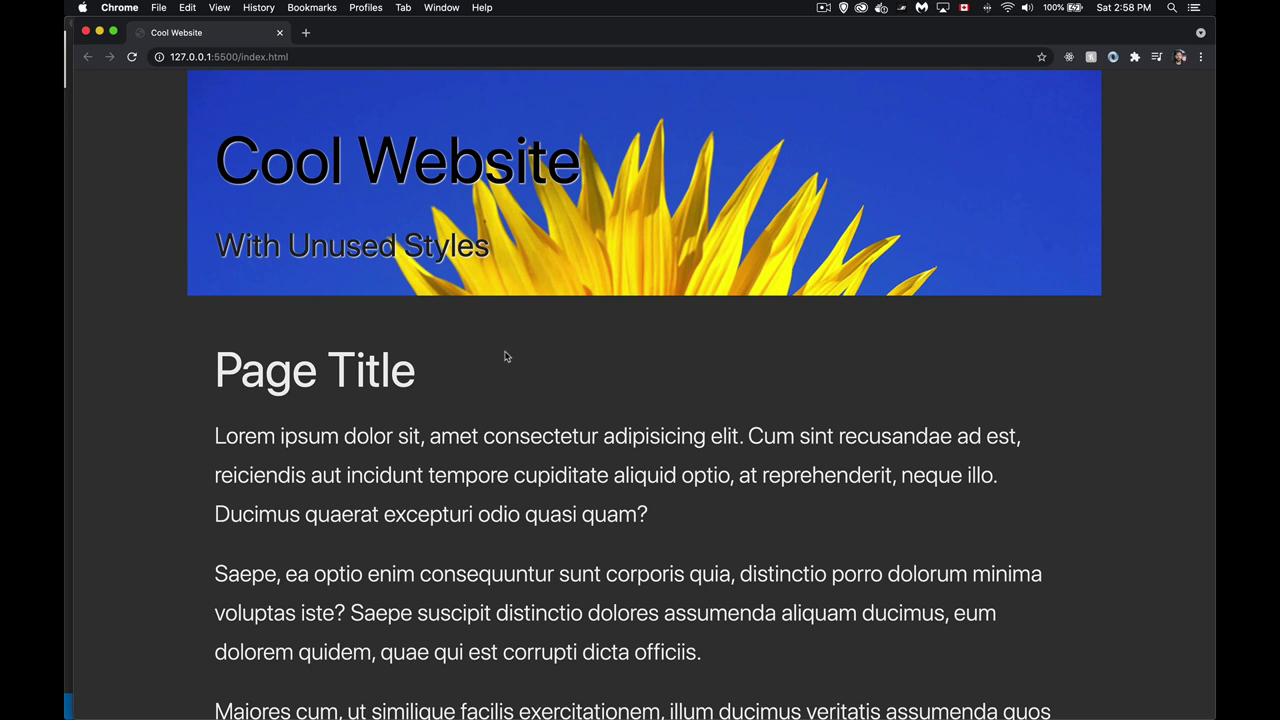 Chrome File Edit View History Bookmarks Profiles Tab Window Help 100% Sat 2:58 PM
Cool Website
127.0.0.1:5500/index.html
Cool Website
With Unused Styles
Page Title
Lorem ipsum dolor sit, amet consectetur adipisicing elit. Cum sint recusandae ad est,
reiciendis aut incidunt tempore cupiditate aliquid optio, at reprehenderit, neque illo.
Ducimus quaerat excepturi odio quasi quam?
Saepe, ea optio enim consequuntur sunt corporis quia, distinctio porro dolorum minima
voluptas iste? Saepe suscipit distinctio dolores assumenda aliquam ducimus, eum
dolorem quidem, quae qui est corrupti dicta officiis.
Maiores cum, ut similique facilis exercitationem, illum ducimus veritatis assumenda quos